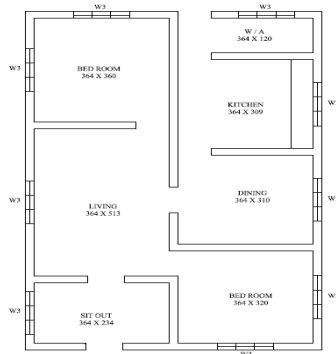 W3
W3
W / A
364 X 120
W3
BED ROOM
364 X 360
W
KITCHEN
364 X 309
W3
LIVING
364 X 513
DINING
364 X 310
W
W3
SIT OUT
364 X 234
BED ROOM
364 X 320
W
W3